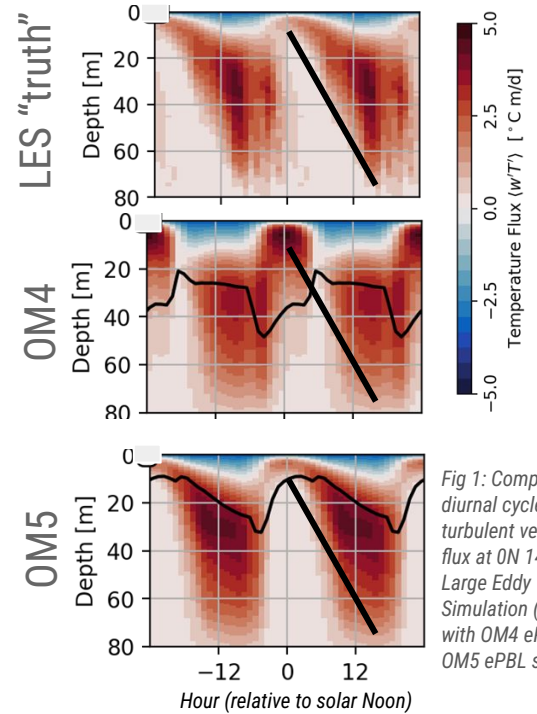 LES “truth”
Depth [m]
0
20
40
60
80
OM4
Depth [m]
0
20
40
60
80
OM5
Depth [m]
0
20
40
60
80
−12
0
12
Hour (relative to solar Noon)
5.0
2.5
0.0
−2.5
−5.0
Temperature Flux ⟨w′T′⟩ [°C m/d]
Fig 1: Comp
diurnal cycle
turbulent ve
flux at 0N 14
Large Eddy
Simulation (
with OM4 eP
OM5 ePBL s